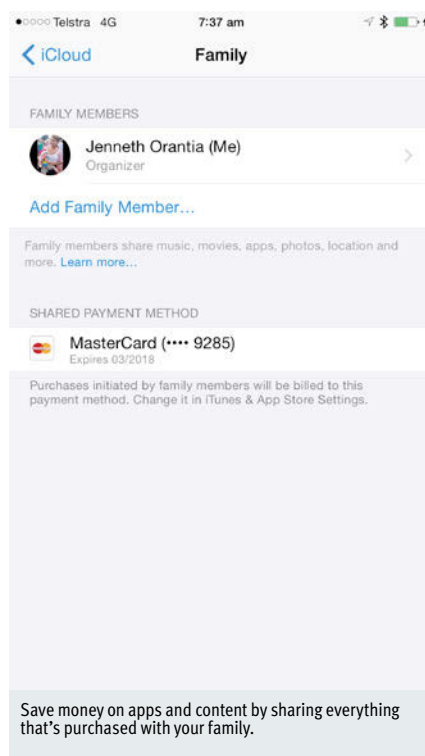 Telstra 4G 7:37 am
iCloud Family
FAMILY MEMBERS
Jenneth Orantia (Me)
Organizer
Add Family Member...
Family members share music, movies, apps, photos, location and
more. Learn more...
SHARED PAYMENT METHOD
MasterCard (•••• 9285)
Expires 03/2018
Purchases initiated by family members will be billed to this
payment method. Change it in iTunes & App Store Settings.
Save money on apps and content by sharing everything
that’s purchased with your family.